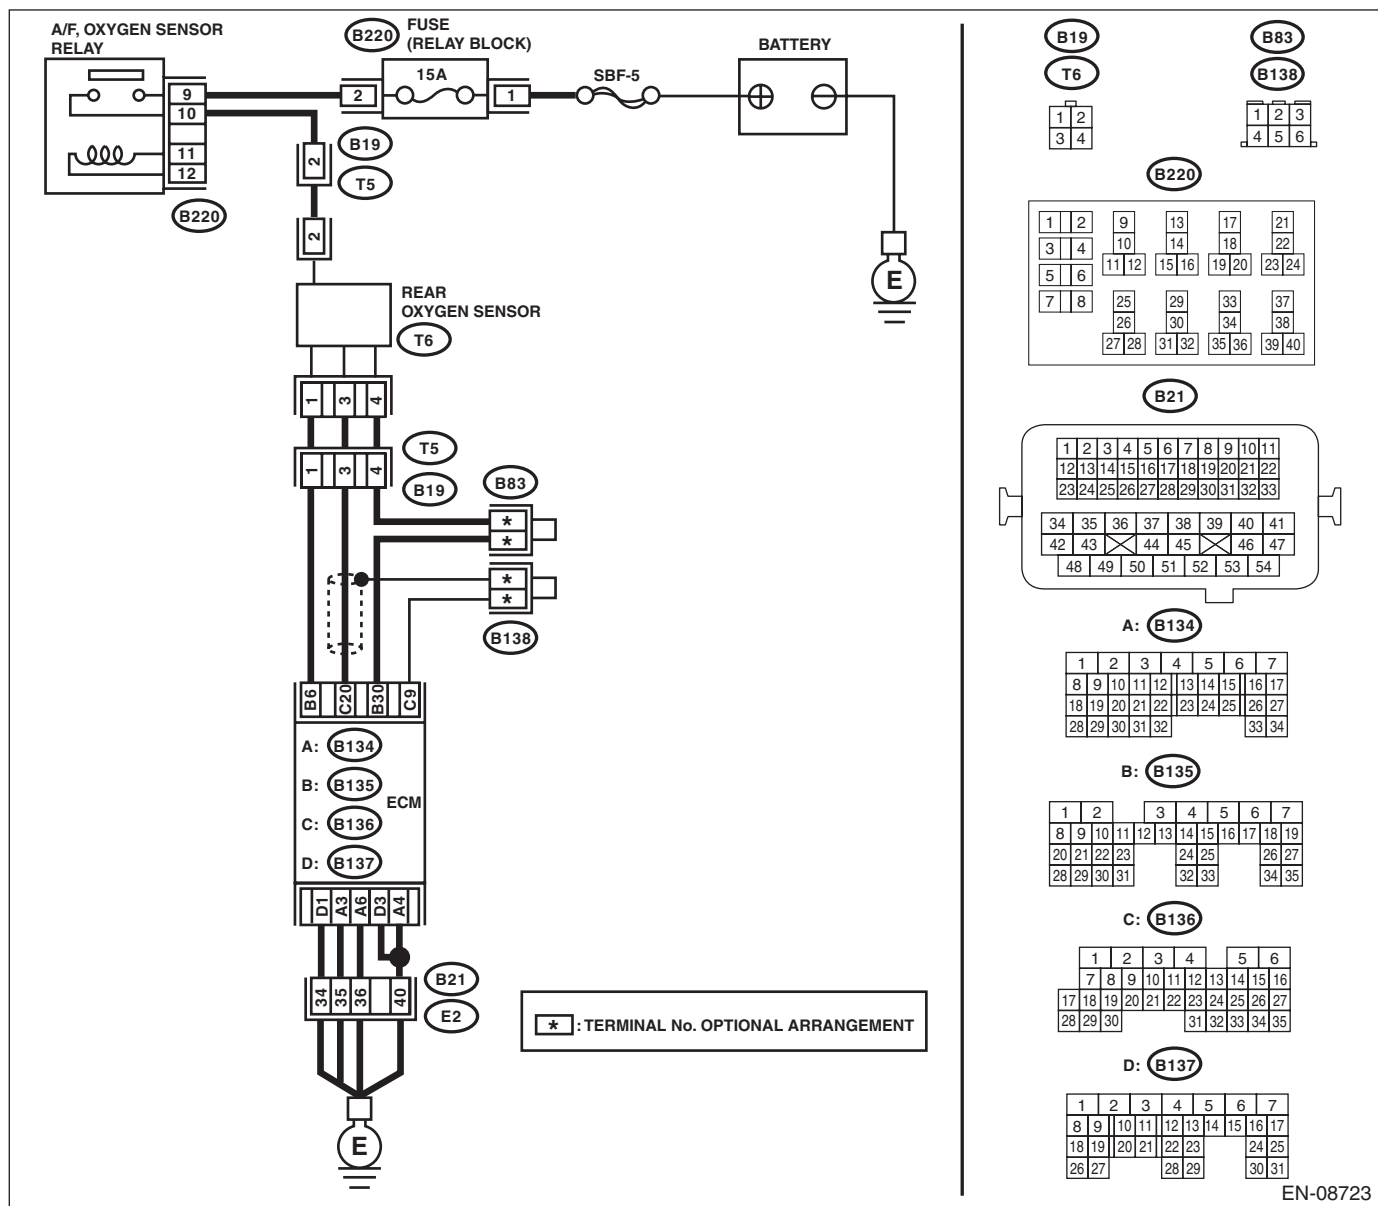 A/F, OXYGEN SENSOR
RELAY
9
10
11
12
B220
B220
FUSE
(RELAY BLOCK)
2
15A
1
SBF-5
BATTERY
E
2
B19
T5
2
REAR
OXYGEN SENSOR
T6
1 3 4
T5
1 3 4
B19
B83
*
*
*
*
B138
B6 C20 B30 C9
A: B134
B: B135
ECM
C: B136
D: B137
D1 A3 A6 D3 A4
34 35 36 40
B21
E2
E
* : TERMINAL No. OPTIONAL ARRANGEMENT
B19
T6
1 2
3 4
B83
B138
1 2 3
4 5 6
B220
1 2 9 13 17 21
3 4 10 14 18 22
11 12 15 16 19 20 23 24
5 6
7 8 25 29 33 37
26 30 34 38
27 28 31 32 35 36 39 40
B21
1 2 3 4 5 6 7 8 9 10 11
12 13 14 15 16 17 18 19 20 21 22
23 24 25 26 27 28 29 30 31 32 33
34 35 36 37 38 39 40 41
42 43 44 45 46 47
48 49 50 51 52 53 54
A: B134
1 2 3 4 5 6 7
8 9 10 11 12 13 14 15 16 17
18 19 20 21 22 23 24 25 26 27
28 29 30 31 32 33 34
B: B135
1 2 3 4 5 6 7
8 9 10 11 12 13 14 15 16 17 18 19
20 21 22 23 24 25 26 27
28 29 30 31 32 33 34 35
C: B136
1 2 3 4 5 6
7 8 9 10 11 12 13 14 15 16
17 18 19 20 21 22 23 24 25 26 27
28 29 30 31 32 33 34 35
D: B137
1 2 3 4 5 6 7
8 9 10 11 12 13 14 15 16 17
18 19 20 21 22 23 24 25
26 27 28 29 30 31
EN-08723